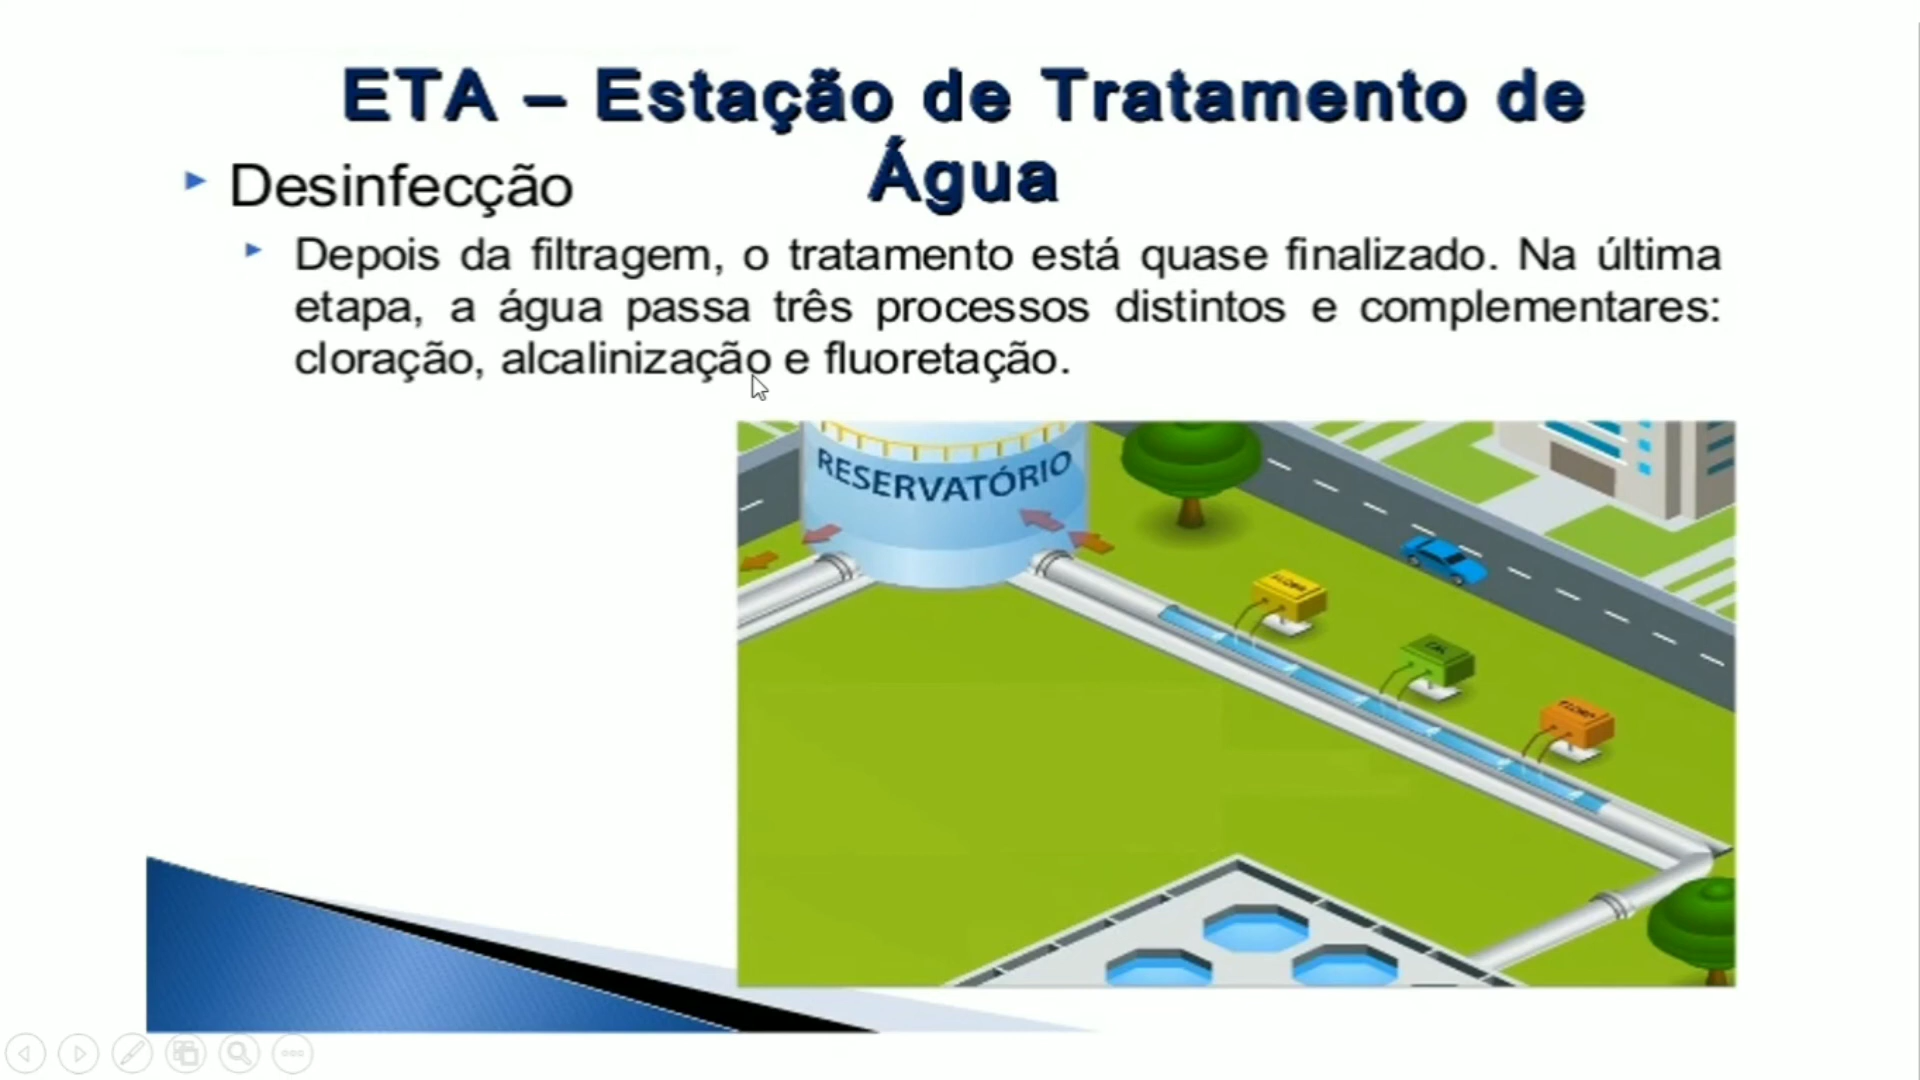 ETA – Estação de Tratamento de
Água
Desinfecção
Depois da filtragem, o tratamento está quase finalizado. Na última
etapa, a água passa três processos distintos e complementares:
cloração, alcalinização e fluoretação.
RESERVATÓRIO